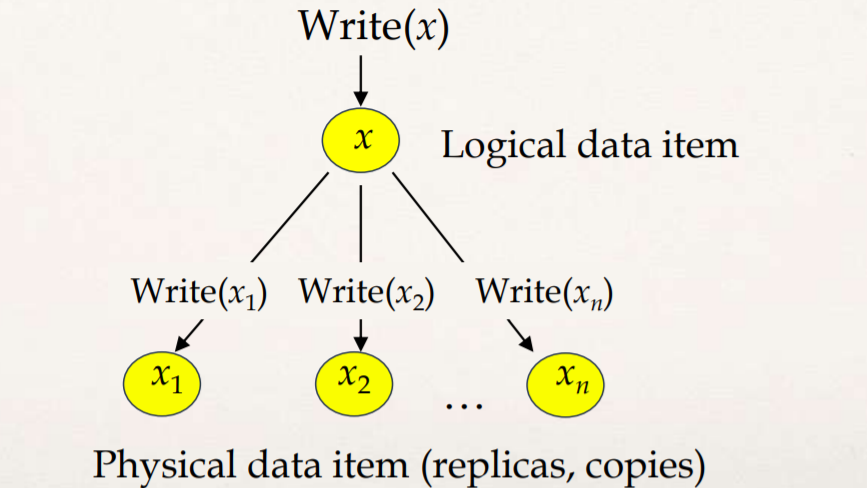 Write(x)
x
Logical data item
Write(x₁) Write(x₂) Write(xₙ)
x₁ x₂ ... xₙ
Physical data item (replicas, copies)